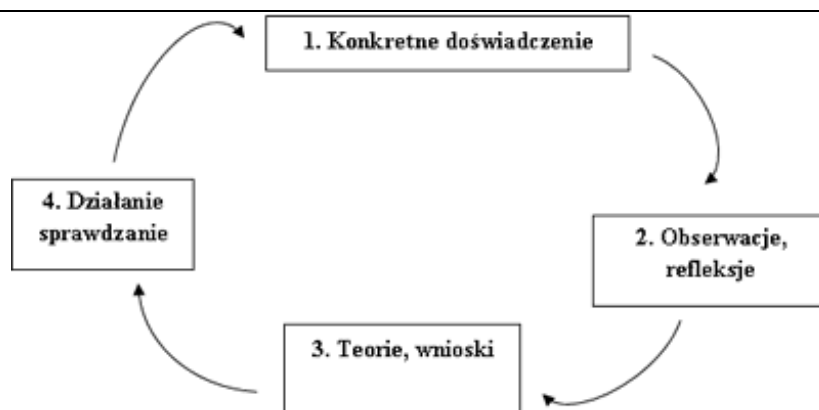 1. Konkretne doświadczenie
2. Obserwacje,
refleksje
3. Teorie, wnioski
4. Działanie
sprawdzanie